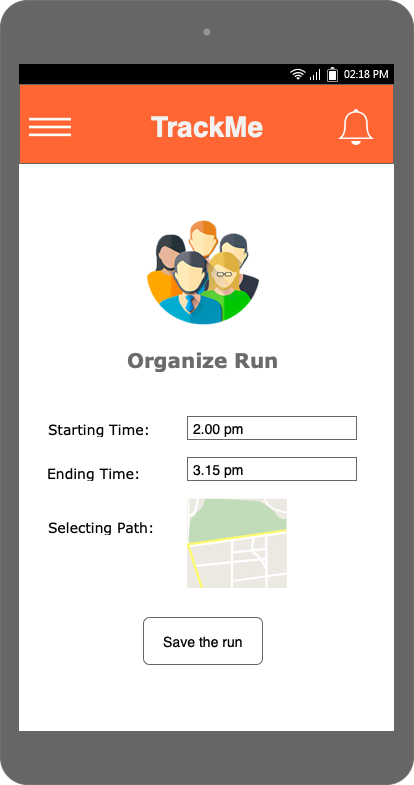 02:18 PM
TrackMe
Organize Run
Starting Time: 2.00 pm
Ending Time: 3.15 pm
Selecting Path:
Save the run